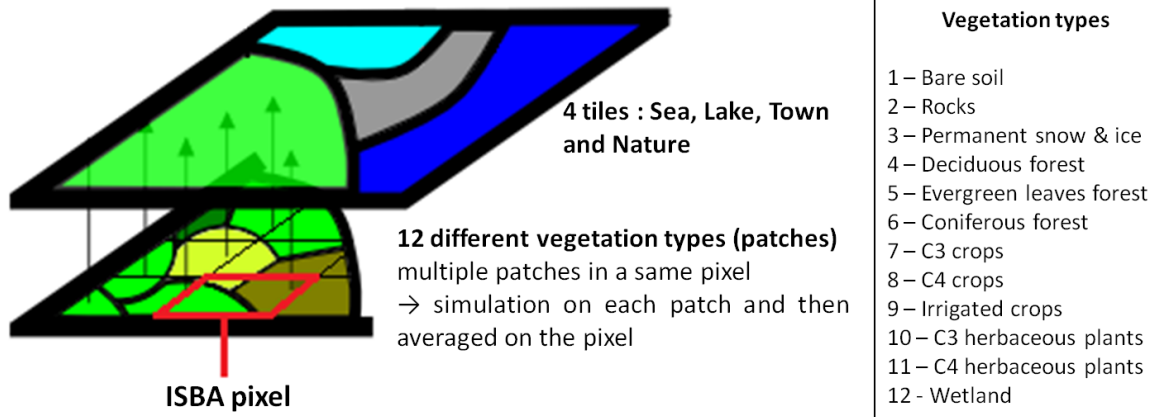 4 tiles : Sea, Lake, Town
and Nature
12 different vegetation types (patches)
multiple patches in a same pixel
→ simulation on each patch and then
averaged on the pixel
ISBA pixel
Vegetation types
1 – Bare soil
2 – Rocks
3 – Permanent snow & ice
4 – Deciduous forest
5 – Evergreen leaves forest
6 – Coniferous forest
7 – C3 crops
8 – C4 crops
9 – Irrigated crops
10 – C3 herbaceous plants
11 – C4 herbaceous plants
12 - Wetland